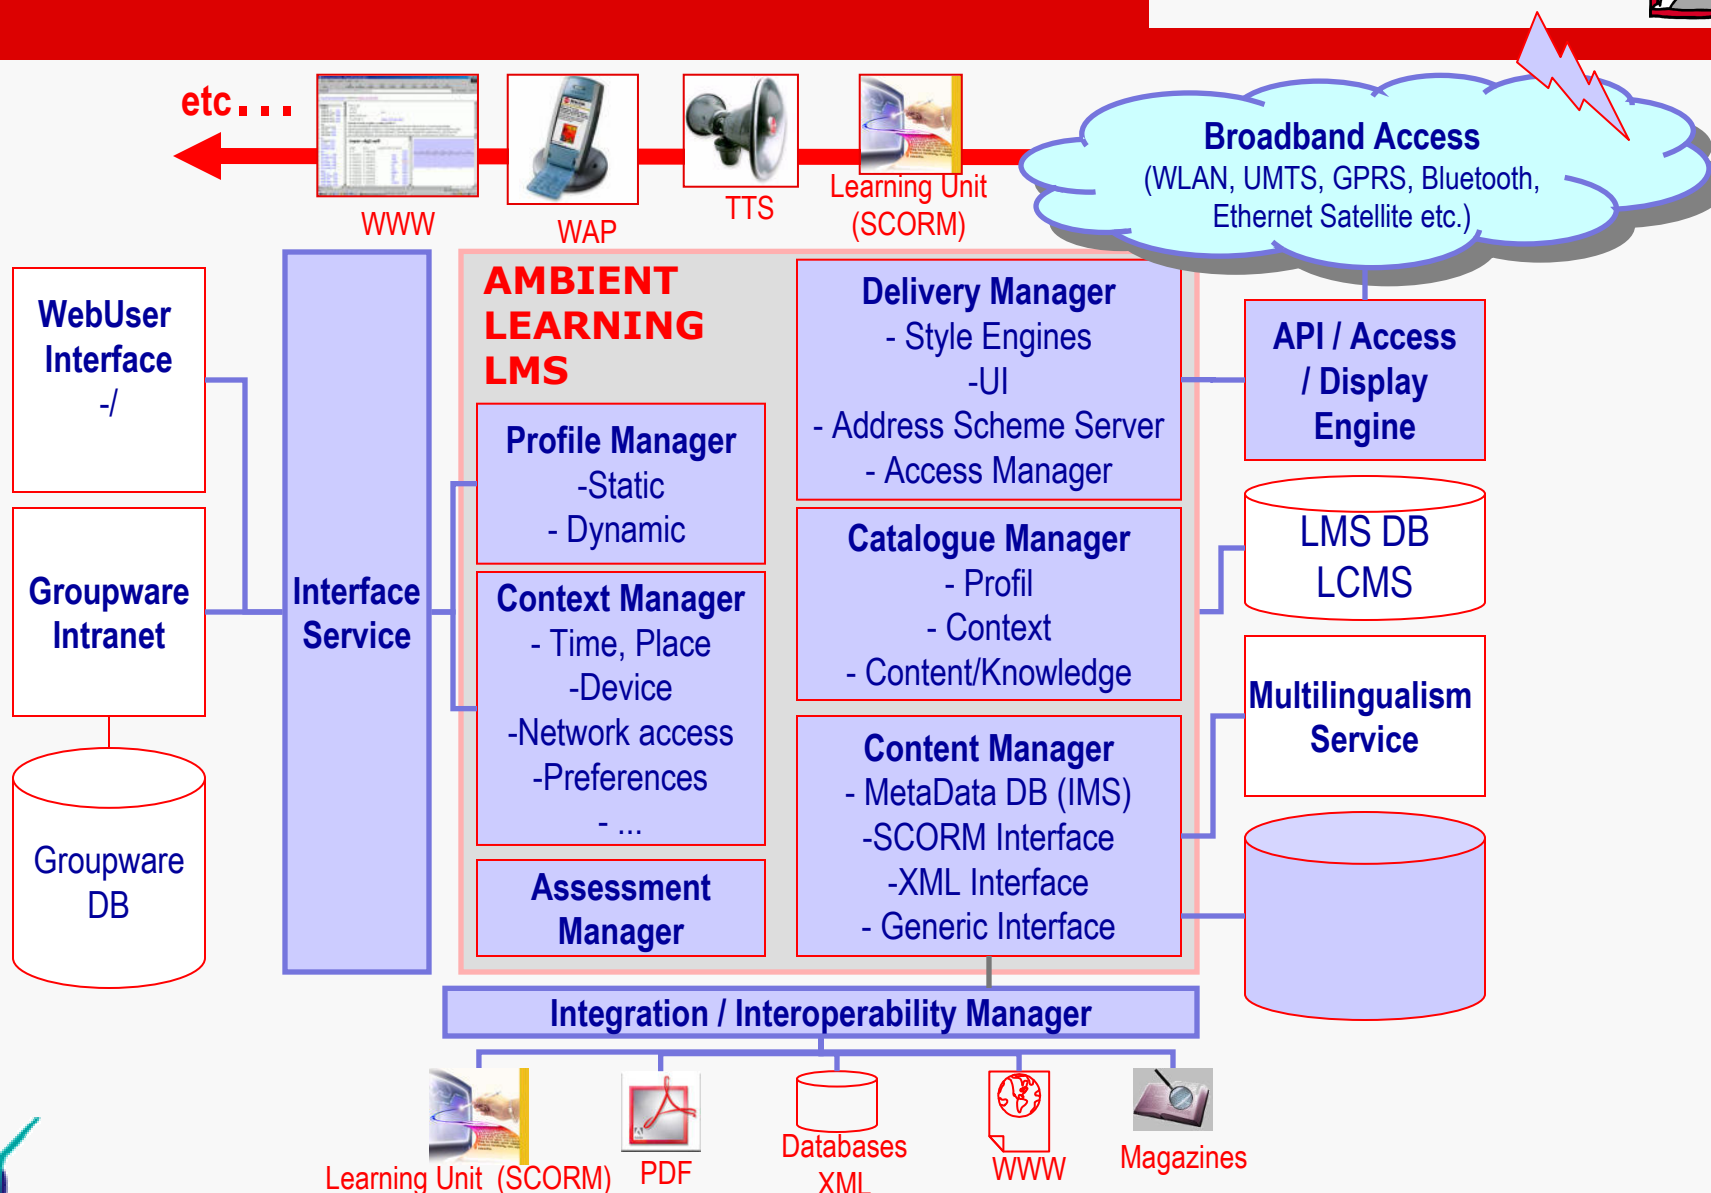 etc...
WWW
WAP
TTS
Learning Unit
(SCORM)
Broadband Access
(WLAN, UMTS, GPRS, Bluetooth,
Ethernet Satellite etc.)
WebUser
Interface
-/
Groupware
Intranet
Groupware
DB
Interface
Service
AMBIENT
LEARNING
LMS
Profile Manager
-Static
- Dynamic
Context Manager
- Time, Place
-Device
-Network access
-Preferences
- ...
Assessment
Manager
Delivery Manager
- Style Engines
-UI
- Address Scheme Server
- Access Manager
Catalogue Manager
- Profil
- Context
- Content/Knowledge
Content Manager
- MetaData DB (IMS)
-SCORM Interface
-XML Interface
- Generic Interface
API / Access
/ Display
Engine
LMS DB
LCMS
Multilingualism
Service
Integration / Interoperability Manager
Learning Unit (SCORM)
PDF
Databases
XML
WWW
Magazines